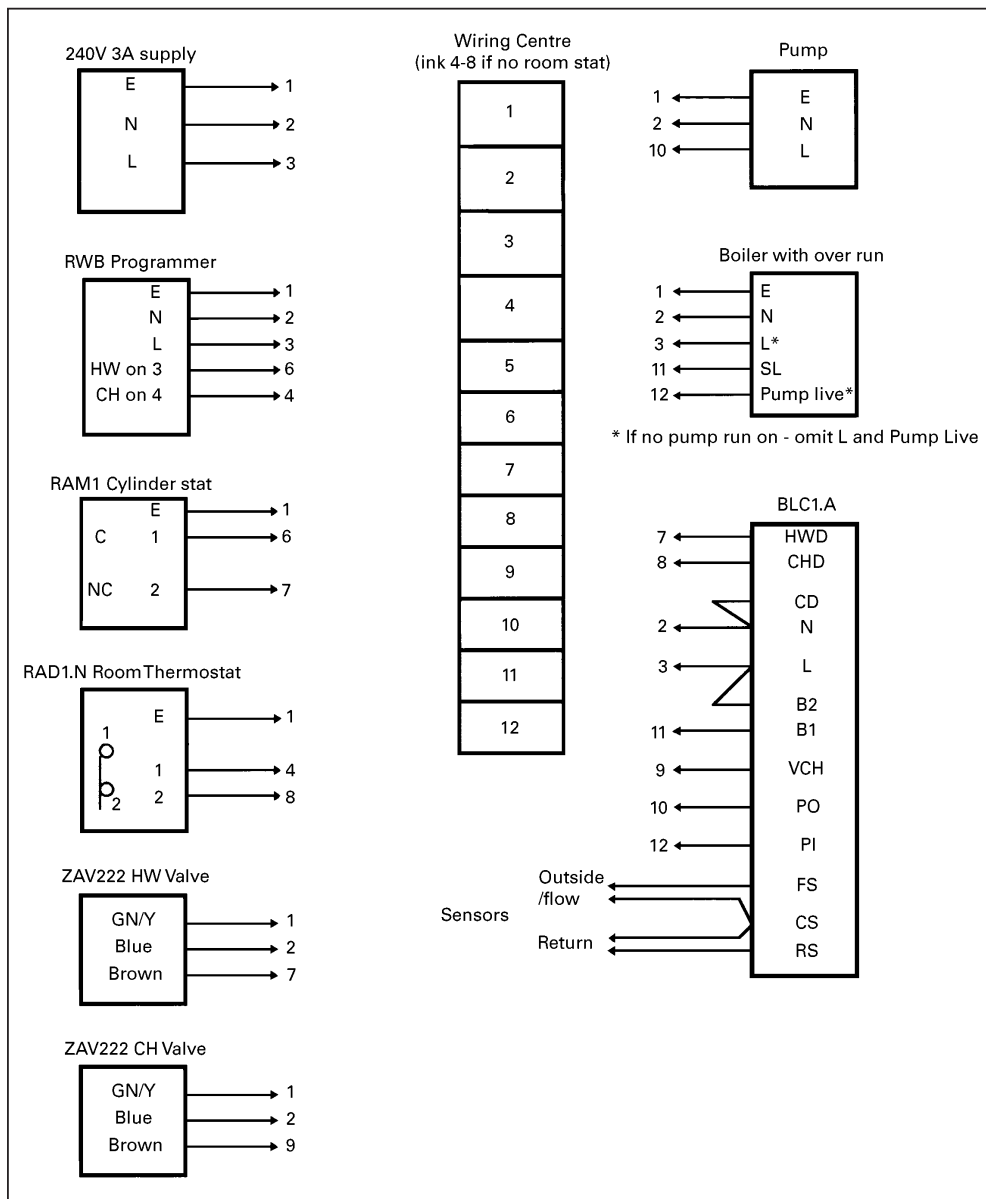 240V 3A supply
E 1
N 2
L 3
RWB Programmer
E 1
N 2
L 3
HW on 3 6
CH on 4 4
RAM1 Cylinder stat
E 1
C 1 6
NC 2 7
RAD1.N Room Thermostat
E 1
1
1 4
2 2 8
ZAV222 HW Valve
GN/Y 1
Blue 2
Brown 7
ZAV222 CH Valve
GN/Y 1
Blue 2
Brown 9
Wiring Centre
(ink 4-8 if no room stat)
1
2
3
4
5
6
7
8
9
10
11
12
Pump
1 E
2 N
10 L
Boiler with over run
1 E
2 N
3 L*
11 SL
12 Pump live*
* If no pump run on - omit L and Pump Live
BLC1.A
7 HWD
8 CHD
CD
2 N
3 L
B2
11 B1
9 VCH
10 PO
12 PI
Outside
/flow
FS
Sensors
CS
Return
RS